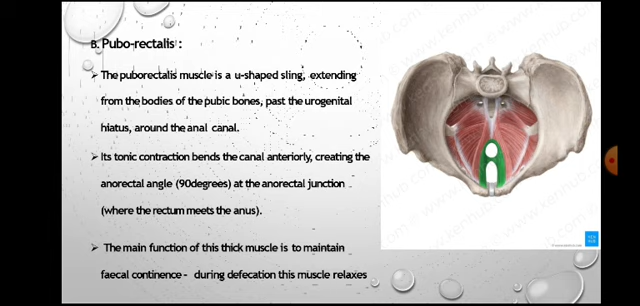 B. Pubo-rectalis :
➢ The puborectalis muscle is a u-shaped sling, extending
from the bodies of the pubic bones, past the urogenital
hiatus, around the anal canal.
➢ Its tonic contraction bends the canal anteriorly, creating the
anorectal angle (90degrees) at the anorectal junction
(where the rectum meets the anus).
➢ The main function of this thick muscle is to maintain
faecal continence - during defecation this muscle relaxes
KEN
HUB